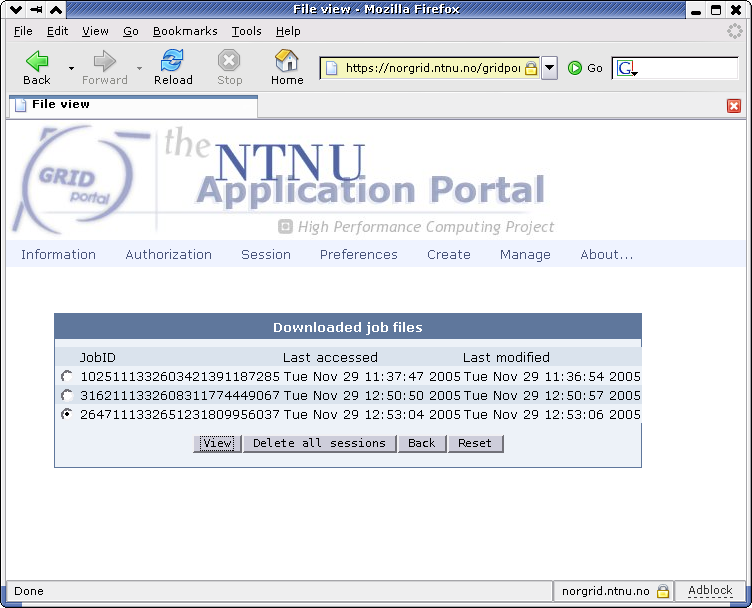 File view - Mozilla Firefox
File Edit View Go Bookmarks Tools Help
Back Forward Reload Stop Home https://norgrid.ntnu.no/gridpor Go G
File view
GRID portal
the NTNU
Application Portal
High Performance Computing Project
Information Authorization Session Preferences Create Manage About...
Downloaded job files
JobID Last accessed Last modified
1025111332603421391187285 Tue Nov 29 11:37:47 2005 Tue Nov 29 11:36:54 2005
3162111332608311774449067 Tue Nov 29 12:50:50 2005 Tue Nov 29 12:50:57 2005
2647111332651231809956037 Tue Nov 29 12:53:04 2005 Tue Nov 29 12:53:06 2005
View Delete all sessions Back Reset
Done norgrid.ntnu.no Adblock